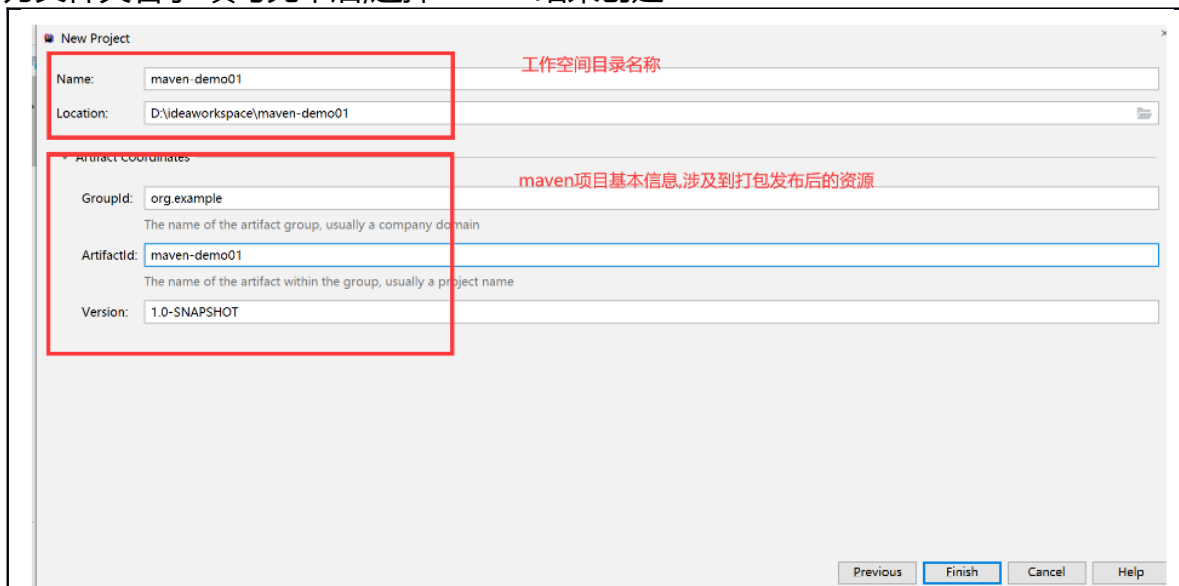 New Project
工作空间目录名称
Name: maven-demo01
Location: D:\ideaworkspace\maven-demo01
Artifact Coordinates
maven项目基本信息,涉及到打包发布后的资源
GroupId: org.example
The name of the artifact group, usually a company domain
ArtifactId: maven-demo01
The name of the artifact within the group, usually a project name
Version: 1.0-SNAPSHOT
Previous Finish Cancel Help